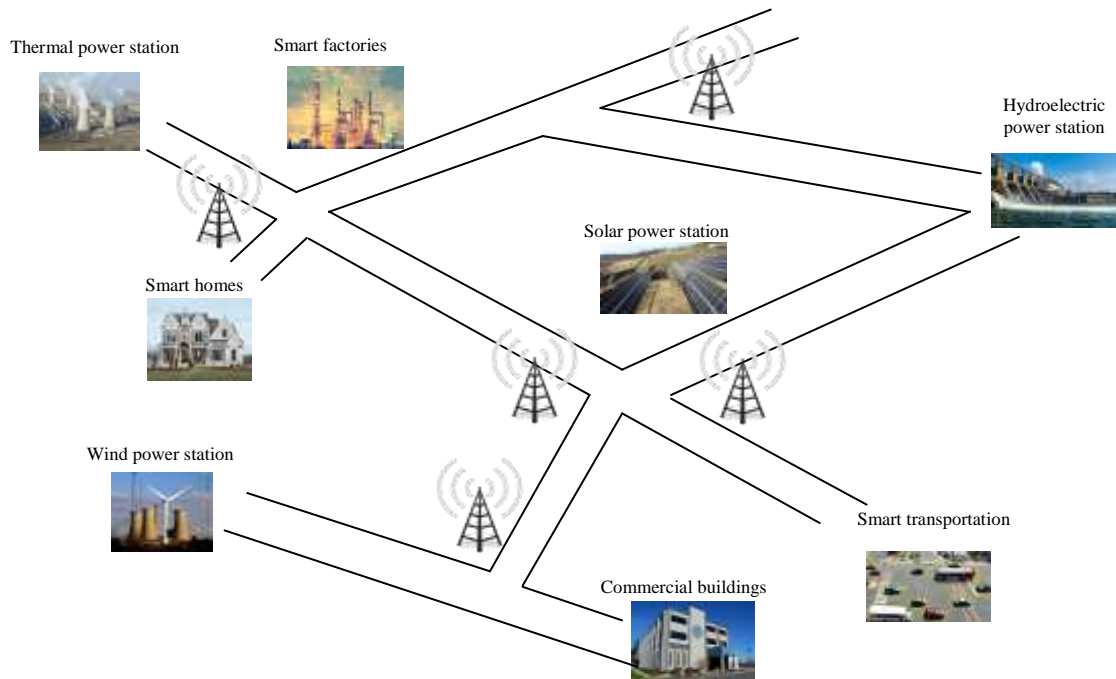 Thermal power station
Smart factories
Hydroelectric
power station
Solar power station
Smart homes
Wind power station
Smart transportation
Commercial buildings